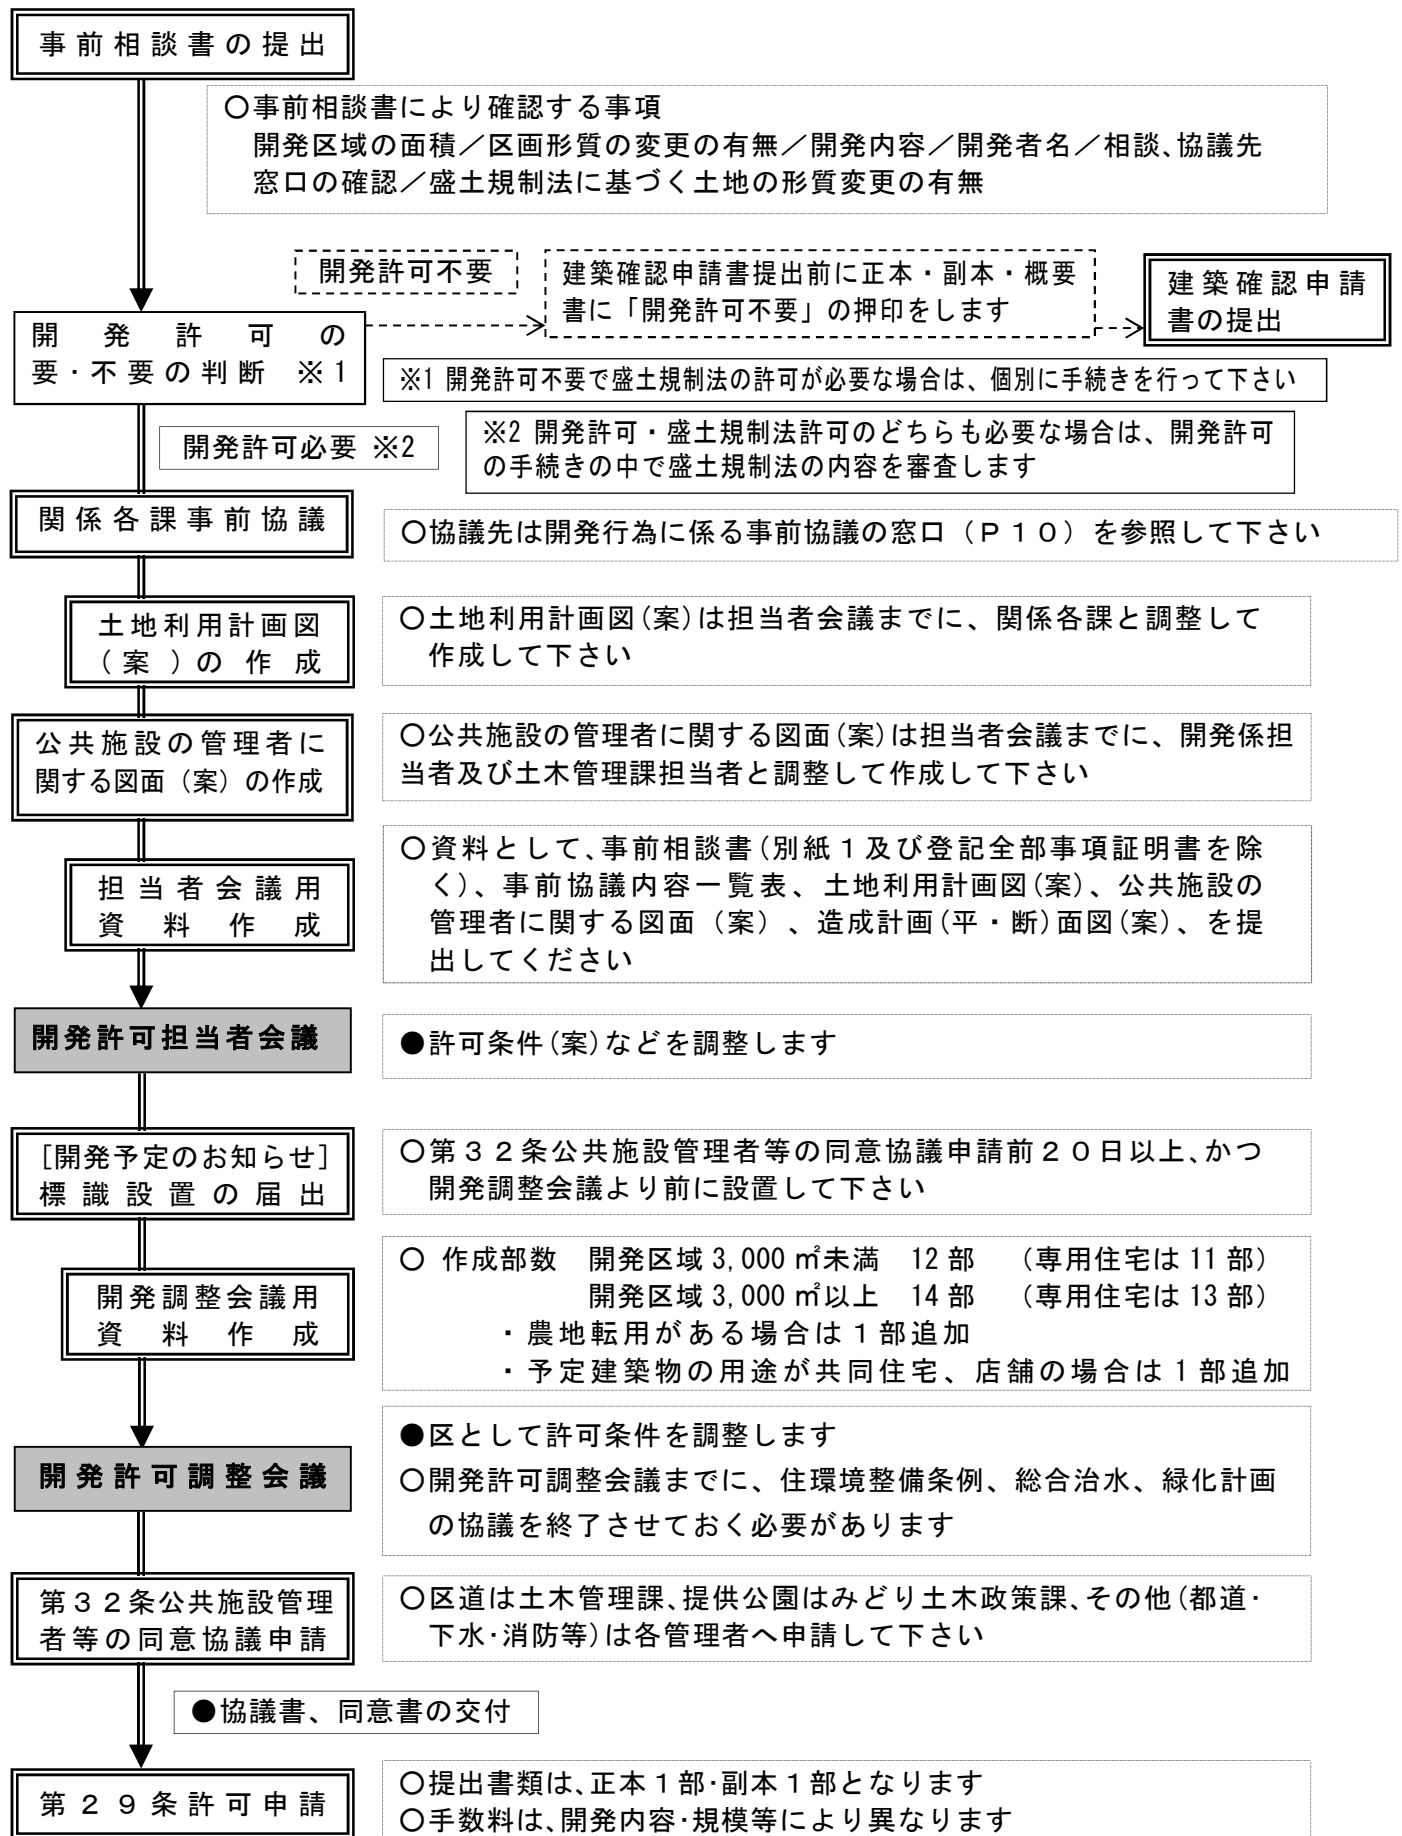 事前相談書の提出
〇事前相談書により確認する事項
開発区域の面積／区画形質の変更の有無／開発内容／開発者名／相談、協議先
窓口の確認／盛土規制法に基づく土地の形質変更の有無
開発許可不要
建築確認申請書提出前に正本・副本・概要
書に「開発許可不要」の押印をします
建築確認申請
書の提出
開発許可の
要・不要の判断 ※1
※1 開発許可不要で盛土規制法の許可が必要な場合は、個別に手続きを行って下さい
開発許可必要 ※2
※2 開発許可・盛土規制法許可のどちらも必要な場合は、開発許可
の手続きの中で盛土規制法の内容を審査します
関係各課事前協議
〇協議先は開発行為に係る事前協議の窓口（Ｐ１０）を参照して下さい
土地利用計画図
(案)の作成
〇土地利用計画図(案)は担当者会議までに、関係各課と調整して
作成して下さい
公共施設の管理者に
関する図面（案）の作成
〇公共施設の管理者に関する図面(案)は担当者会議までに、開発係担
当者及び土木管理課担当者と調整して作成して下さい
担当者会議用
資料作成
〇資料として、事前相談書(別紙１及び登記全部事項証明書を除
く)、事前協議内容一覧表、土地利用計画図(案)、公共施設の
管理者に関する図面（案）、造成計画(平・断)面図(案)、を提
出してください
開発許可担当者会議
●許可条件(案)などを調整します
[開発予定のお知らせ]
標識設置の届出
〇第３２条公共施設管理者等の同意協議申請前２０日以上、かつ
開発調整会議より前に設置して下さい
開発調整会議用
資料作成
〇 作成部数 開発区域 3,000 ㎡未満 12 部 （専用住宅は 11 部）
開発区域 3,000 ㎡以上 14 部 （専用住宅は 13 部）
・農地転用がある場合は１部追加
・予定建築物の用途が共同住宅、店舗の場合は１部追加
開発許可調整会議
●区として許可条件を調整します
〇開発許可調整会議までに、住環境整備条例、総合治水、緑化計画
の協議を終了させておく必要があります
第３２条公共施設管理
者等の同意協議申請
〇区道は土木管理課、提供公園はみどり土木政策課、その他(都道・
下水・消防等)は各管理者へ申請して下さい
●協議書、同意書の交付
第２９条許可申請
〇提出書類は、正本１部・副本１部となります
〇手数料は、開発内容・規模等により異なります